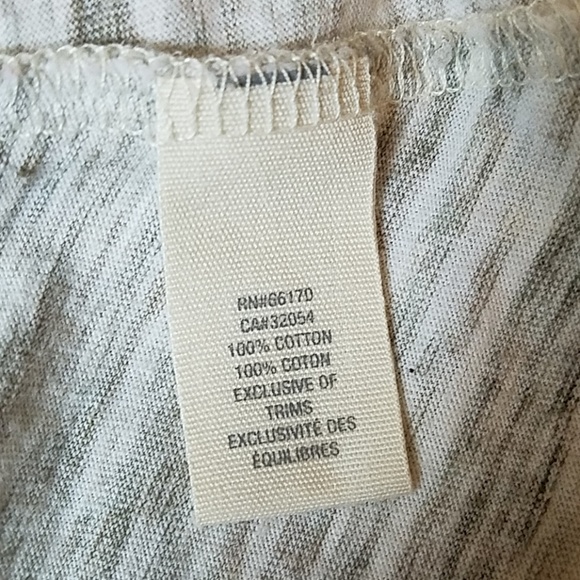 RN#66170
CA#32054
100% COTTON
100% COTON
EXCLUSIVE OF
TRIMS
EXCLUSIVITÉ DES
ÉQUILIBRES